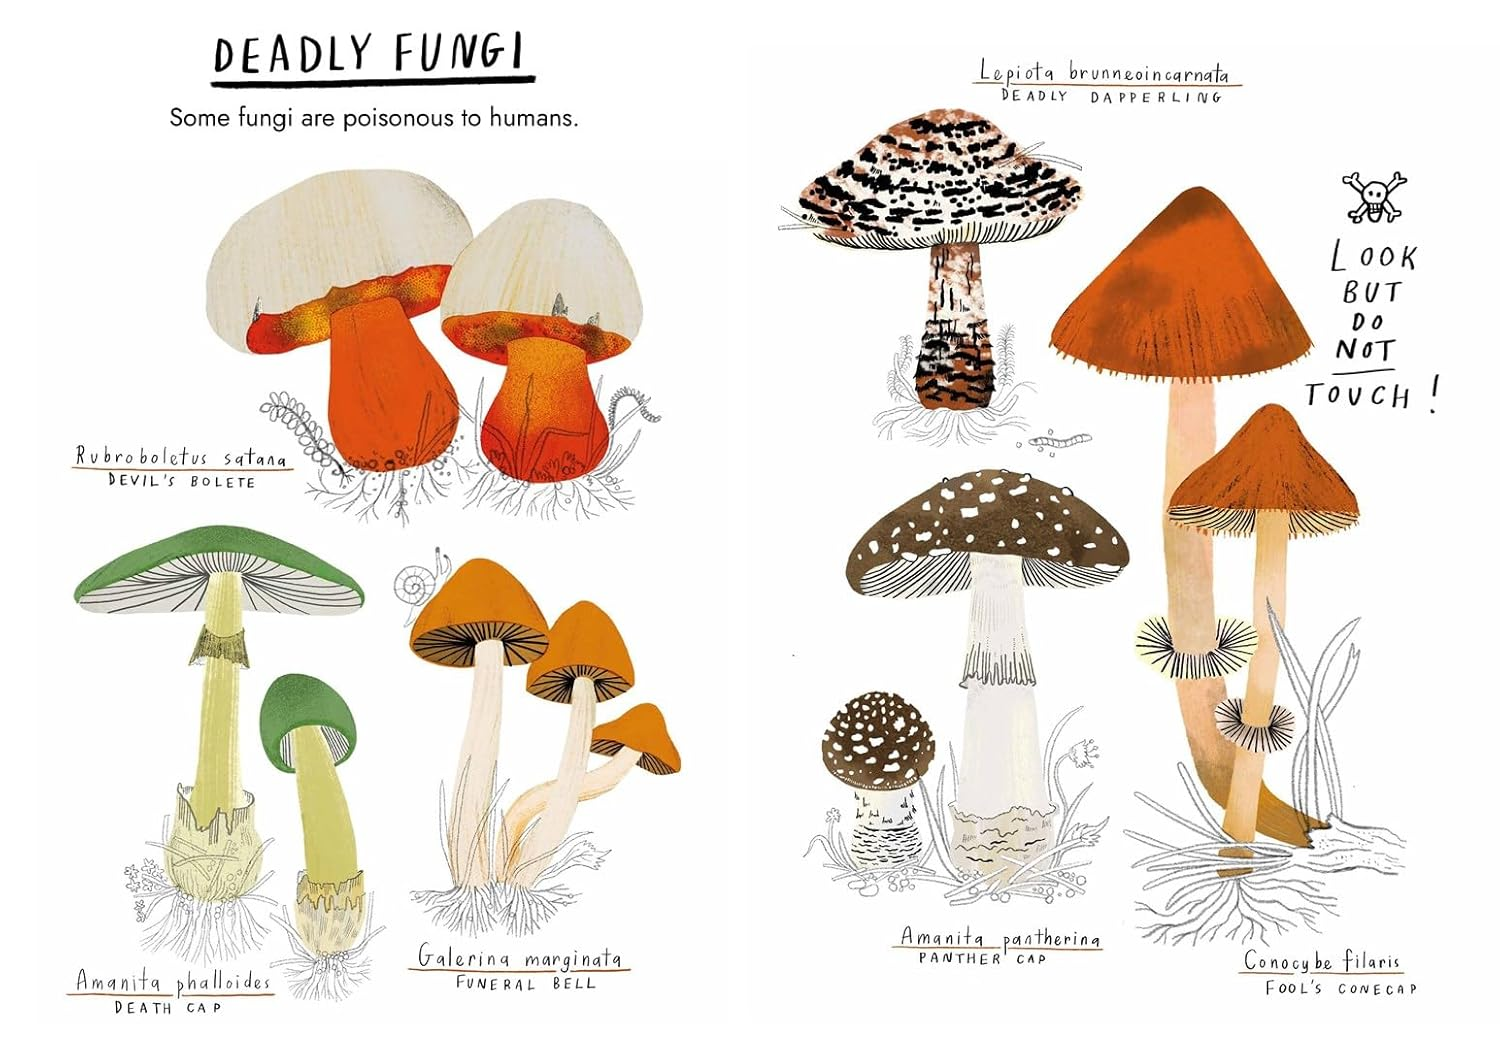 DEADLY FUNGI
Some fungi are poisonous to humans.
Rubroboletus satana
DEVIL'S BOLETE
Amanita phalloides
DEATH CAP
Galerina marginata
FUNERAL BELL
Lepiota brunneoincarnata
DEADLY DAPPERLING
LOOK
BUT
DO
NOT
TOUCH!
Amanita pantherina
PANTHER CAP
Conocybe filaris
FOOL'S CONECAP